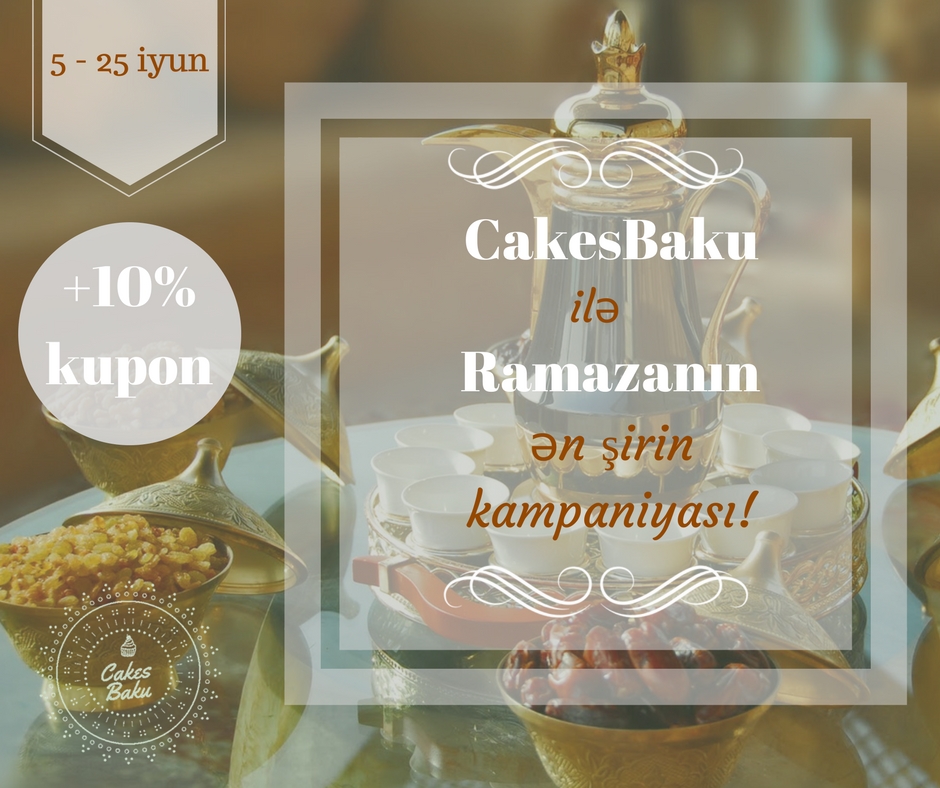 5 - 25 iyun
+10%
kupon
CakesBaku
ilə
Ramazanın
ən şirin
kampaniyası!
Cakes
Baku